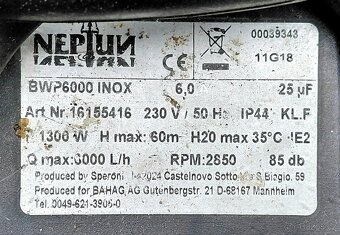 NEPTUN
00039343
11G18
BWP6000 INOX 6,0 25 µF
Art Nr.16155416 230 V / 50 Hz IP44 KL.F
1300 W H max: 60m H20 max 35°C IE2
Q max:6000 L/h RPM:2850 85 db
Produced by Speroni 42024 Castelnovo Sotto Via S.Biagio, 59
Produced for BAHAG AG Gutenbergstr. 21 D-68167 Mannheim
Tel. 0049-621-3905-0